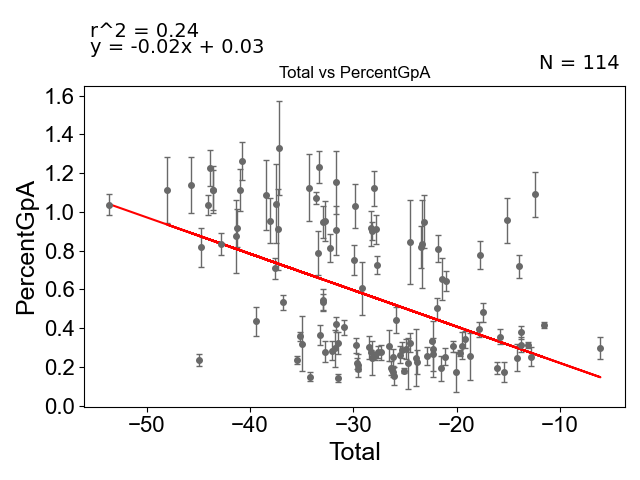 r^2 = 0.24
y = -0.02x + 0.03
N = 114
Total vs PercentGpA
PercentGpA
1.6
1.4
1.2
1.0
0.8
0.6
0.4
0.2
0.0
−50 −40 −30 −20 −10
Total